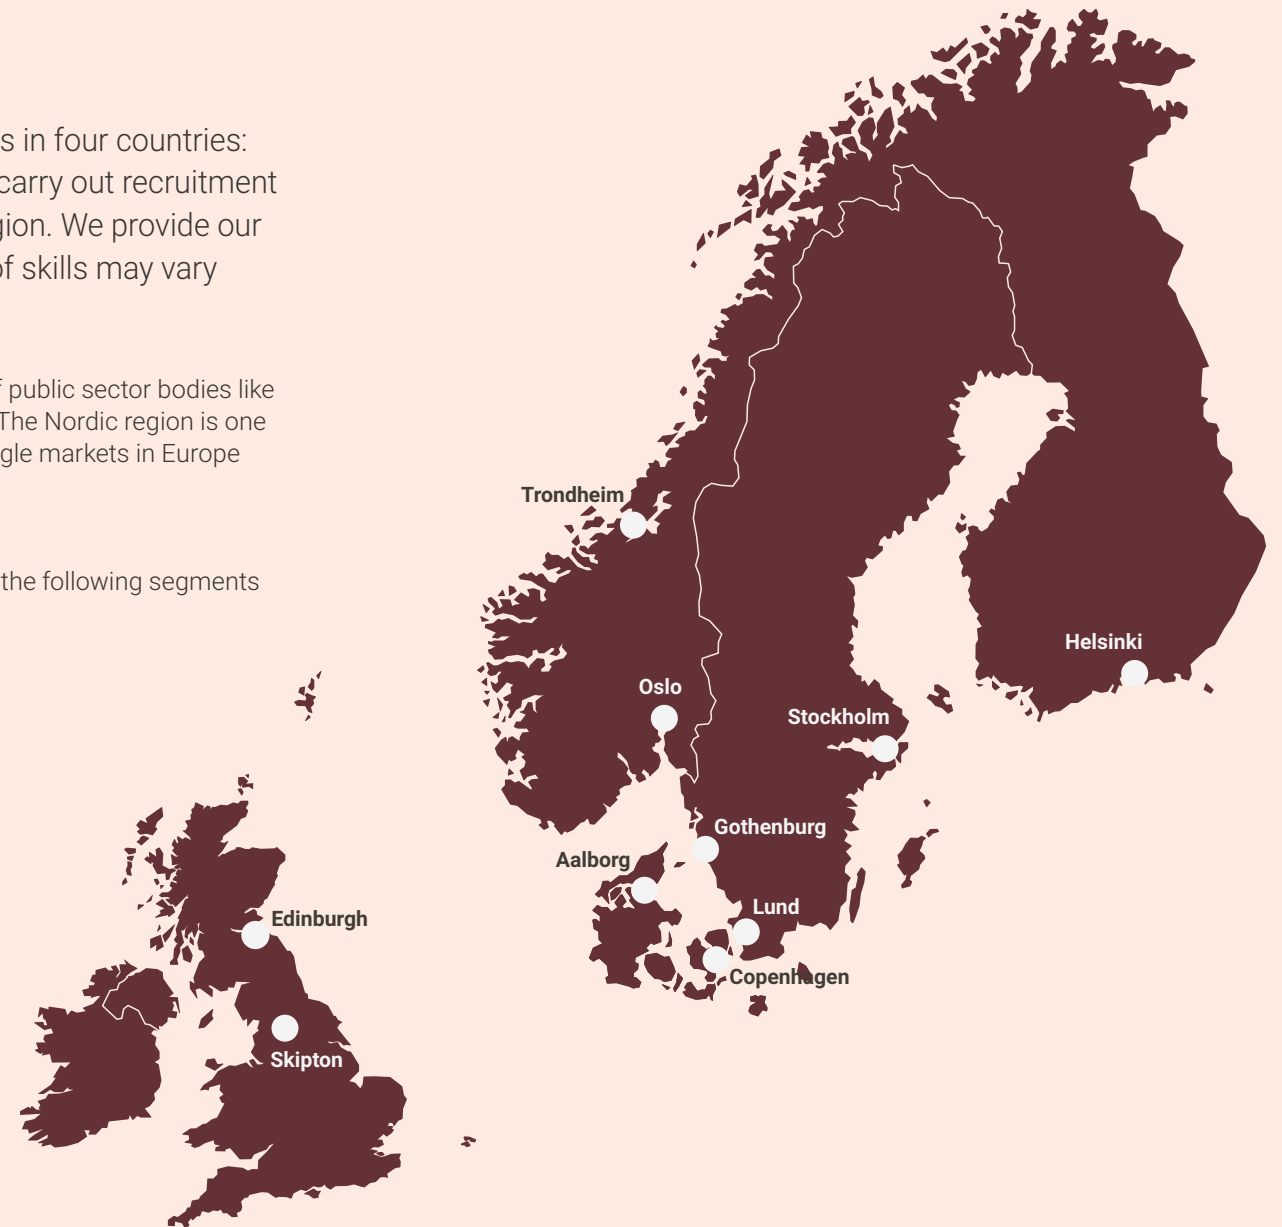 s in four countries:
carry out recruitment
gion. We provide our
of skills may vary
f public sector bodies like
The Nordic region is one
gle markets in Europe
the following segments
Trondheim
Helsinki
Oslo
Stockholm
Gothenburg
Aalborg
Lund
Edinburgh
Copenhagen
Skipton